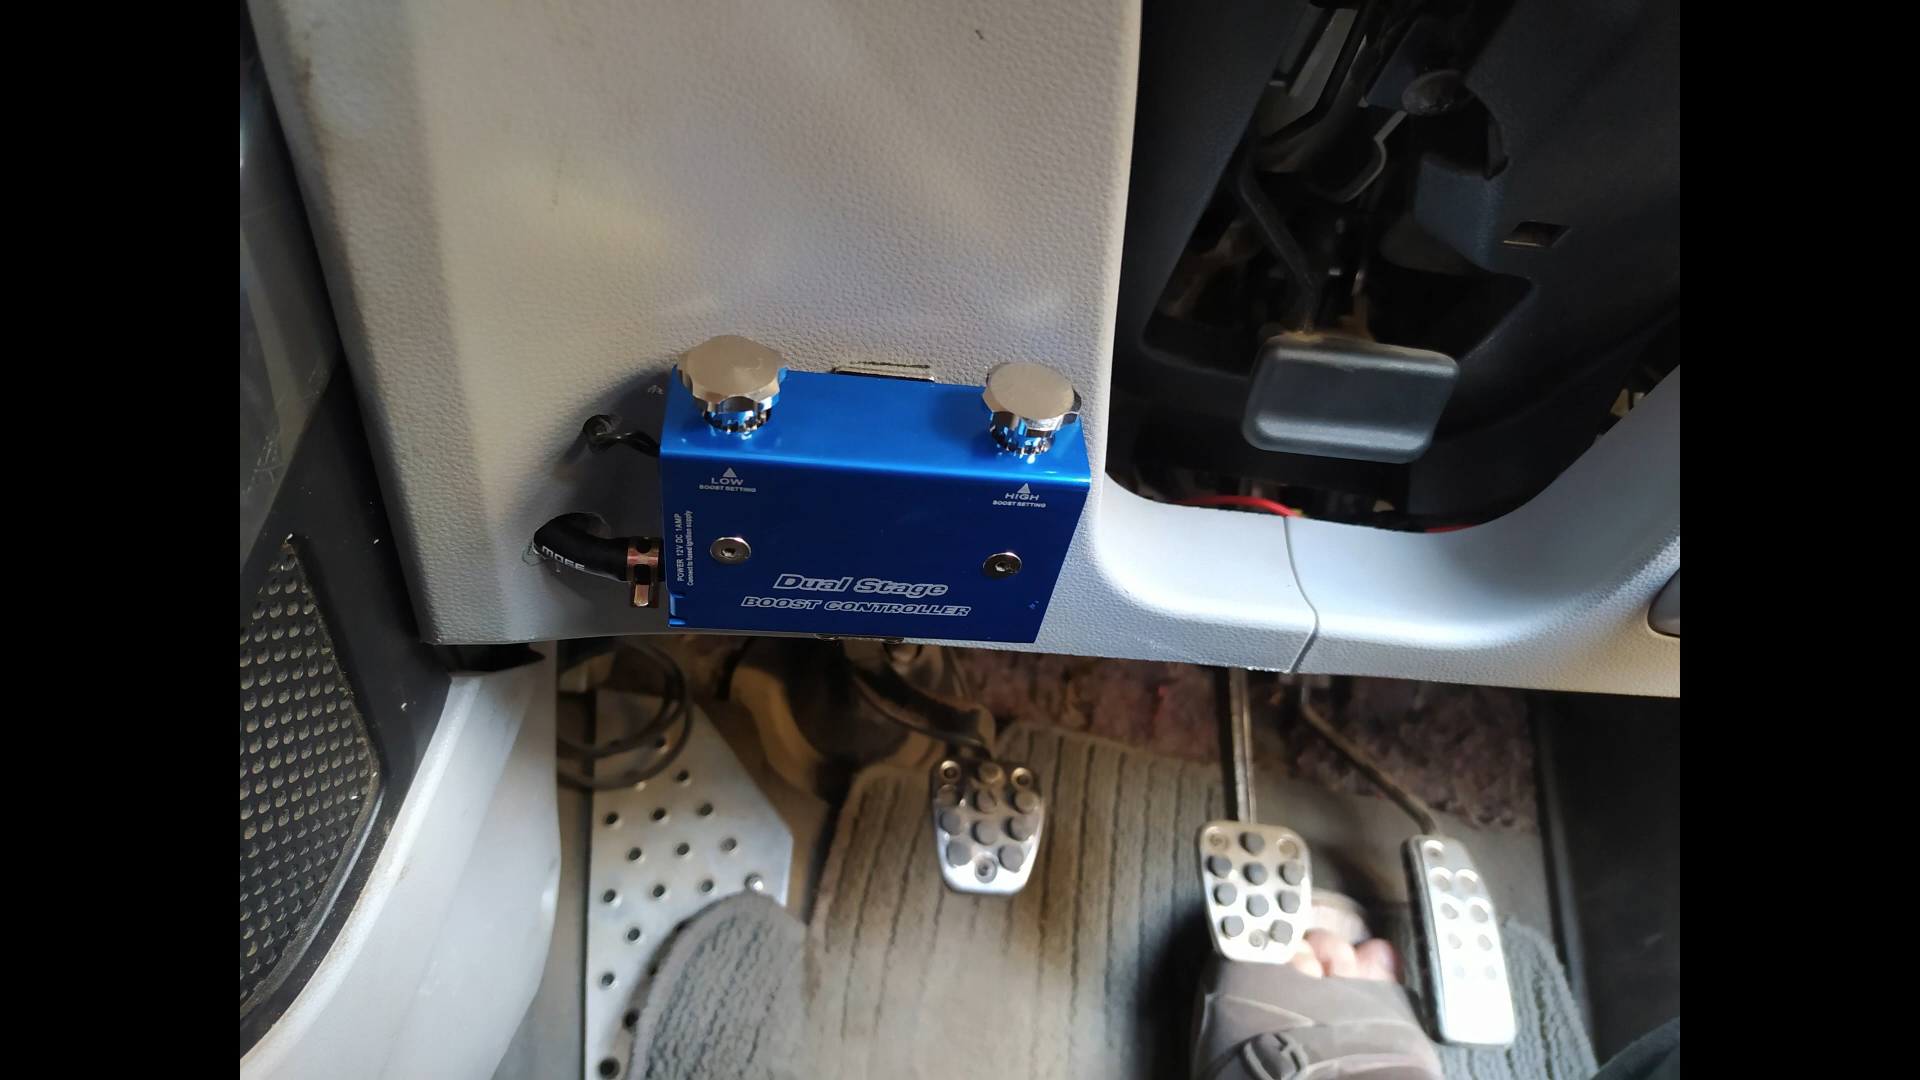 LOW
BOOST SETTING
HIGH
BOOST SETTING
POWER 12V DC 1AMP
Connect to fused ignition supply
Dual Stage
BOOST CONTROLLER